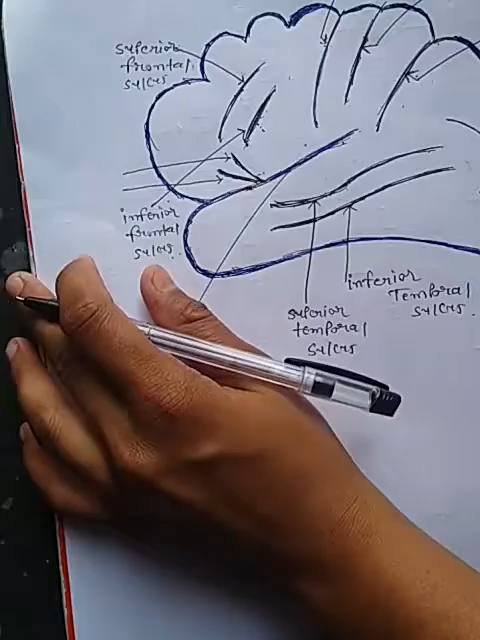 superior
frontal
sulcus
inferior
frontal
sulcus.
superior
temporal
sulcus
inferior
Temporal
sulcus.